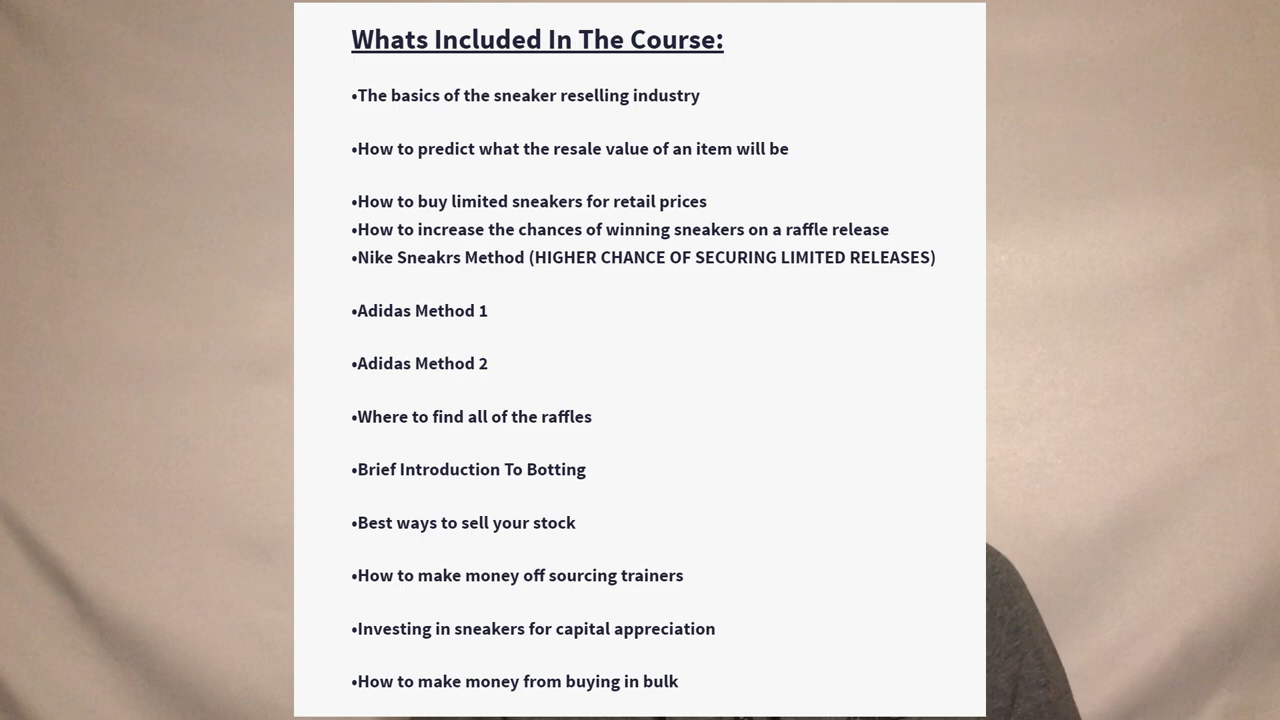 Whats Included In The Course:
•The basics of the sneaker reselling industry
•How to predict what the resale value of an item will be
•How to buy limited sneakers for retail prices
•How to increase the chances of winning sneakers on a raffle release
•Nike Sneakrs Method (HIGHER CHANCE OF SECURING LIMITED RELEASES)
•Adidas Method 1
•Adidas Method 2
•Where to find all of the raffles
•Brief Introduction To Botting
•Best ways to sell your stock
•How to make money off sourcing trainers
•Investing in sneakers for capital appreciation
•How to make money from buying in bulk